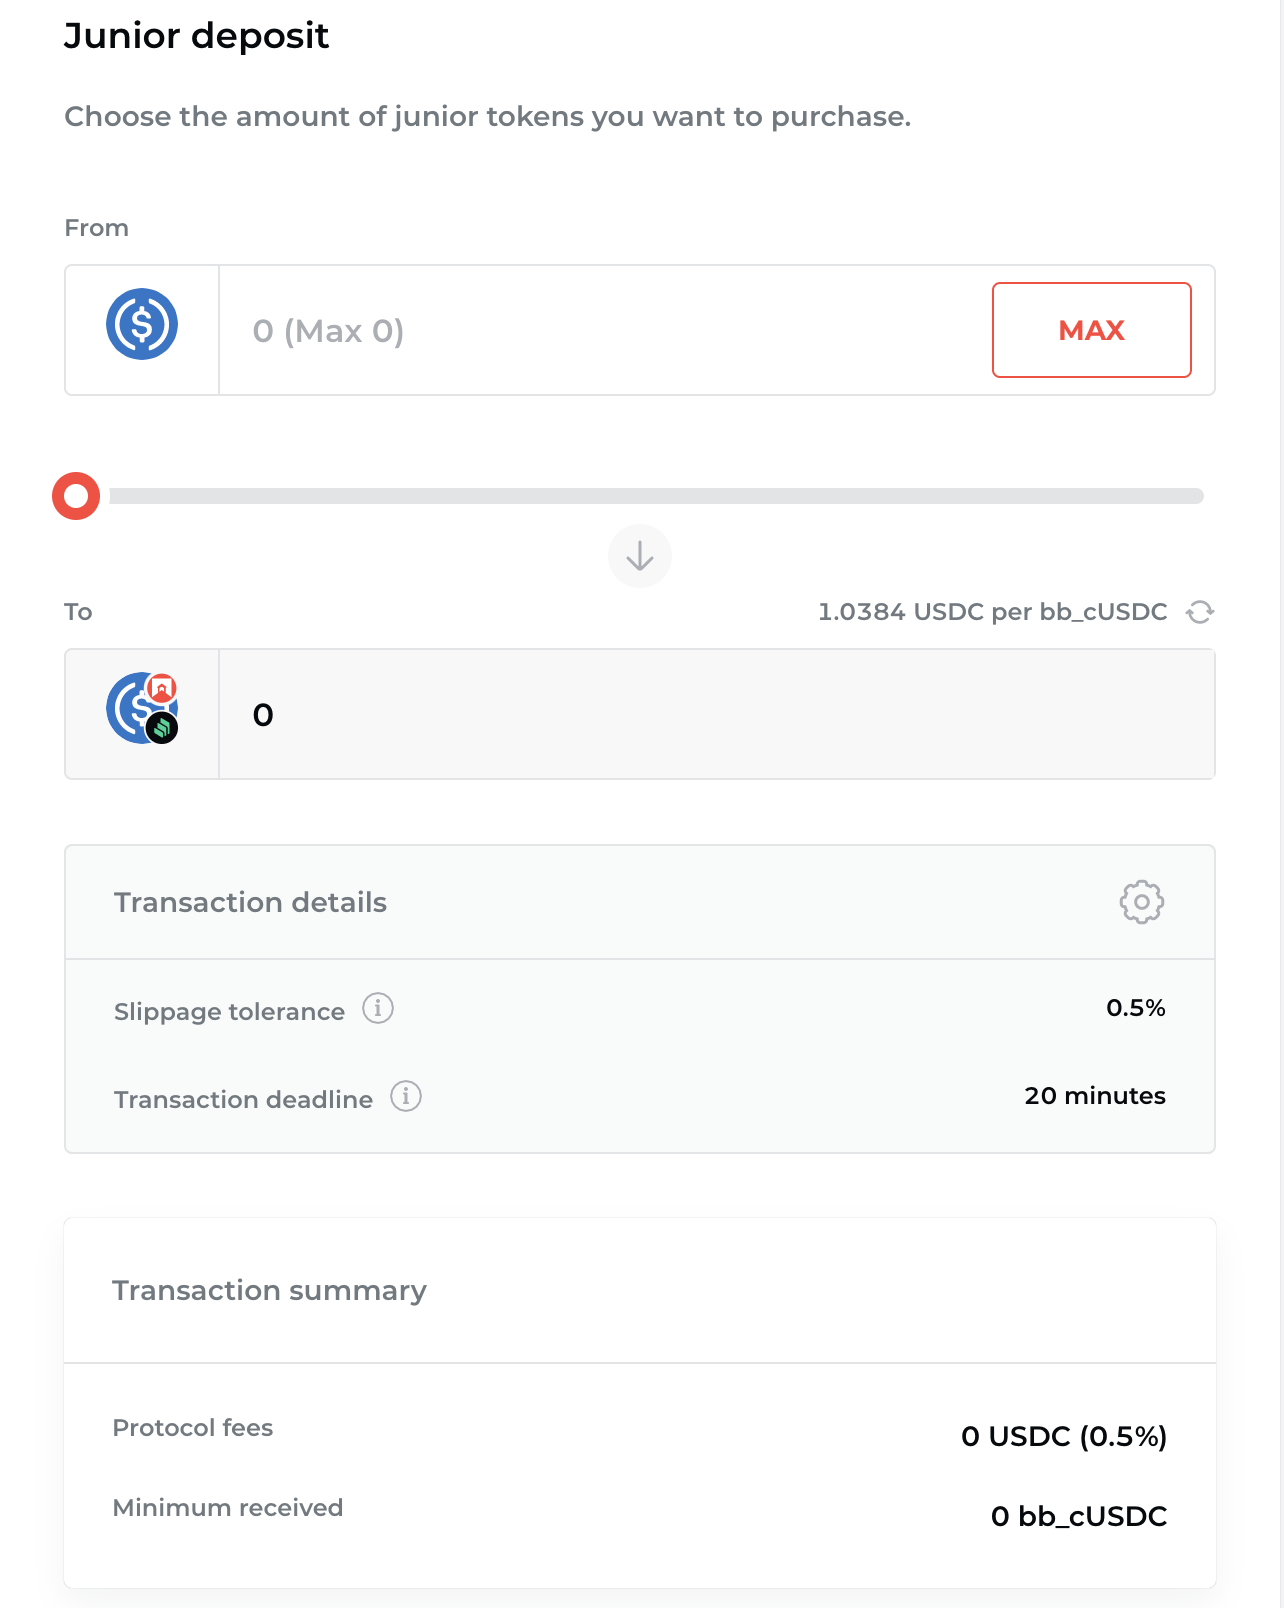 Junior deposit
Choose the amount of junior tokens you want to purchase.
From
0 (Max 0)
MAX
To
1.0384 USDC per bb_cUSDC
0
Transaction details
Slippage tolerance
0.5%
Transaction deadline
20 minutes
Transaction summary
Protocol fees
0 USDC (0.5%)
Minimum received
0 bb_cUSDC